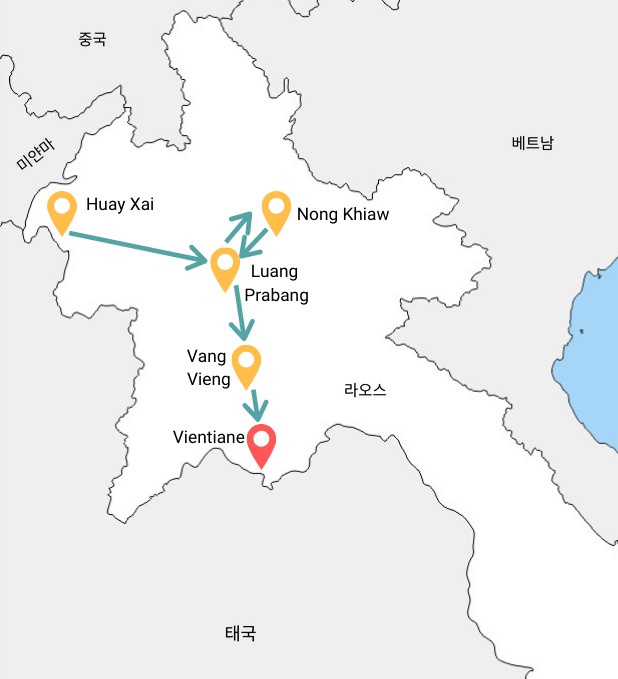 중국
미얀마
베트남
Huay Xai
Nong Khiaw
Luang
Prabang
Vang
Vieng
라오스
Vientiane
태국